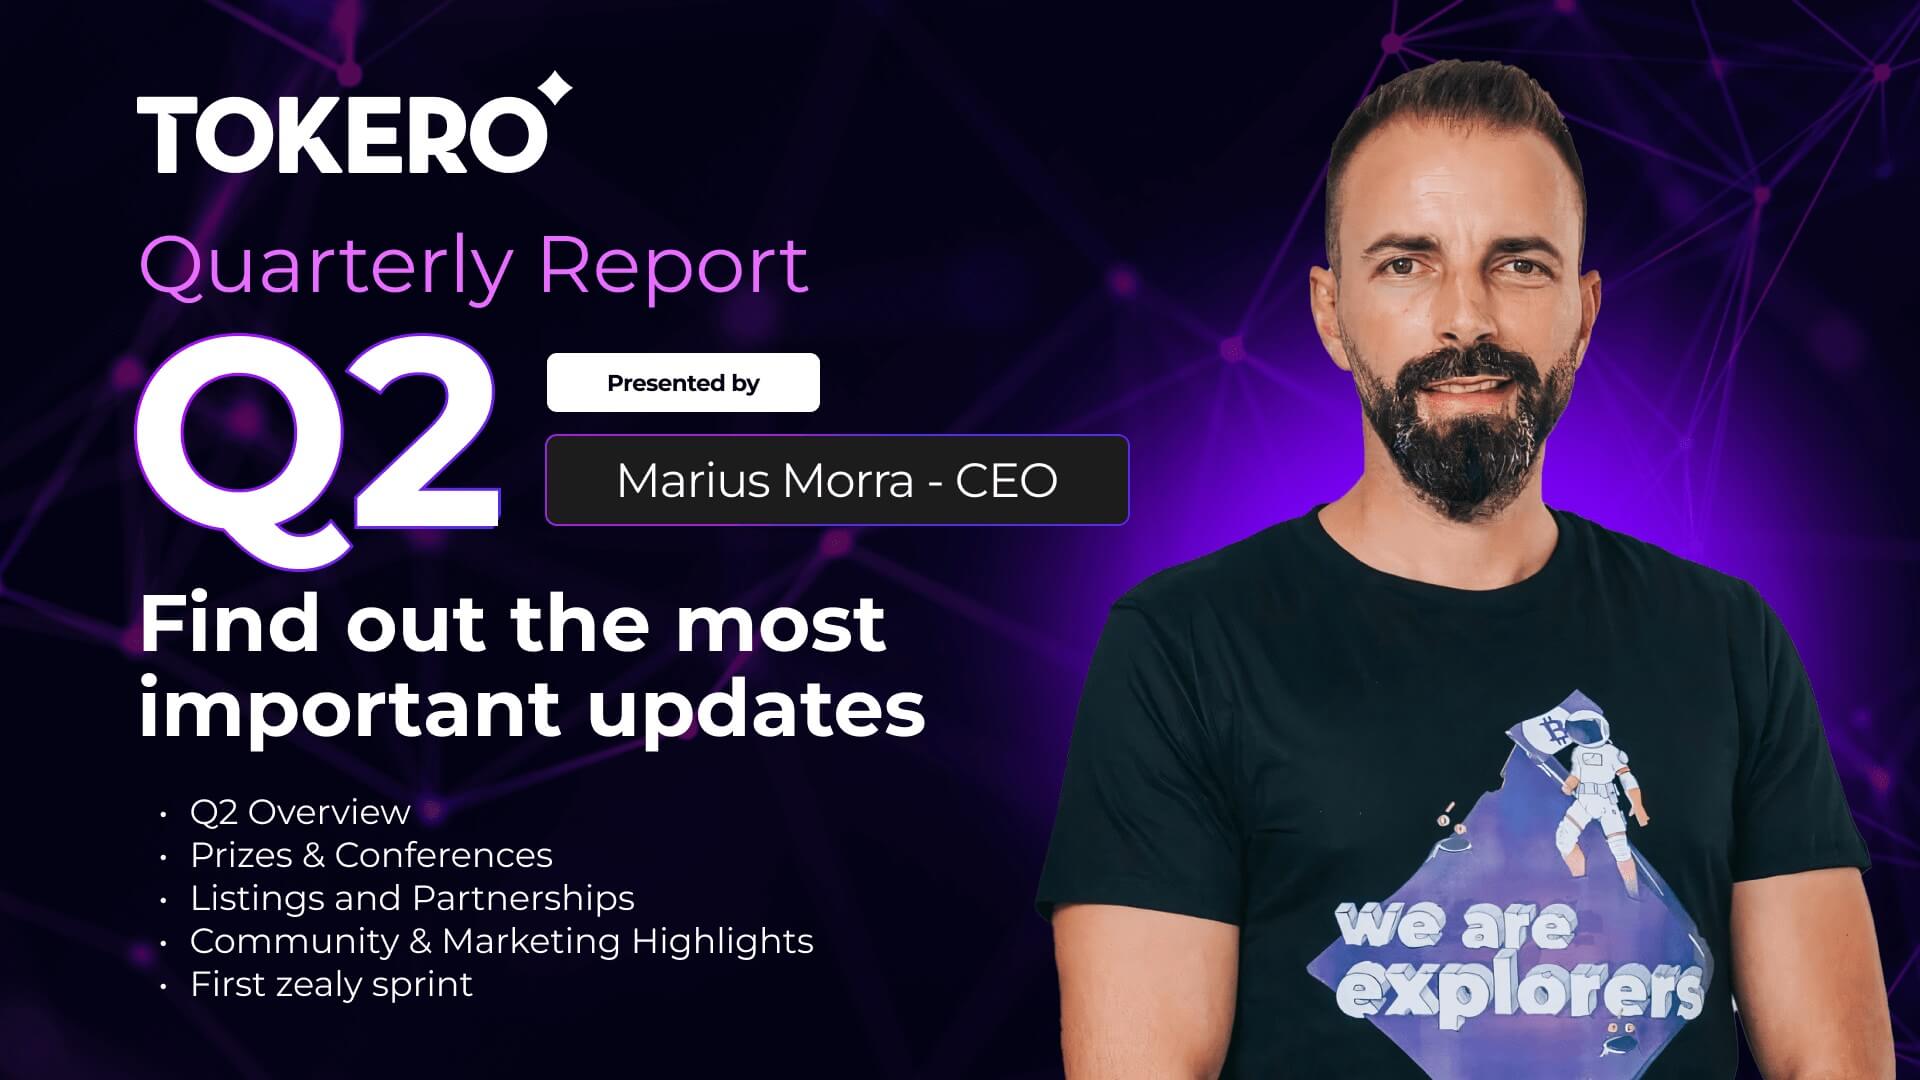 TOKERO
Quarterly Report
Q2
Presented by
Marius Morra - CEO
Find out the most
important updates
• Q2 Overview
• Prizes & Conferences
• Listings and Partnerships
• Community & Marketing Highlights
• First zealy sprint
we are
explorers